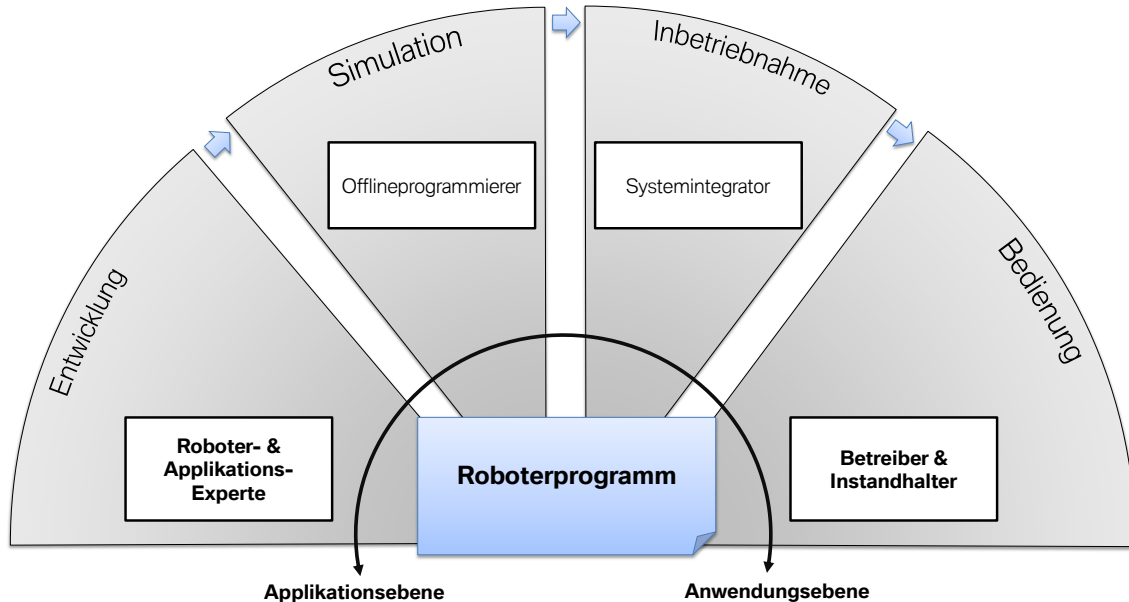 Entwicklung
Simulation
Inbetriebnahme
Bedienung
Offlineprogrammierer
Systemintegrator
Roboter- &
Applikations-
Experte
Roboterprogramm
Betreiber &
Instandhalter
Applikationsebene
Anwendungsebene